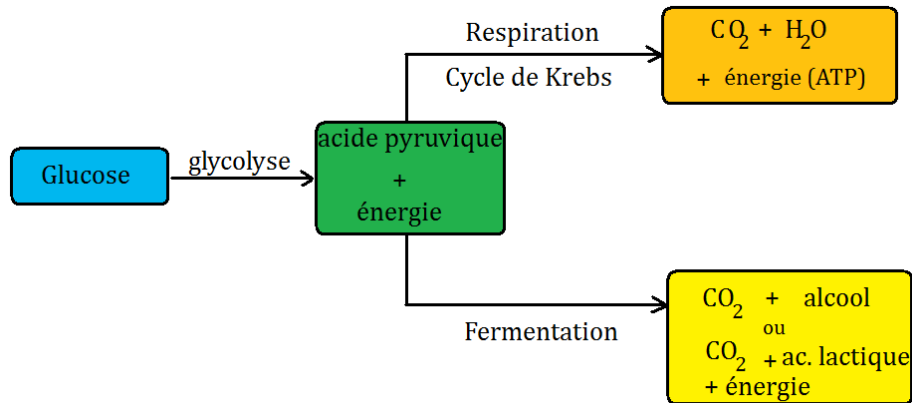 Glucose
glycolyse
acide pyruvique
+
énergie
Respiration
Cycle de Krebs
CO2 + H2O
+ énergie (ATP)
Fermentation
CO2 + alcool
ou
CO2 + ac. lactique
+ énergie